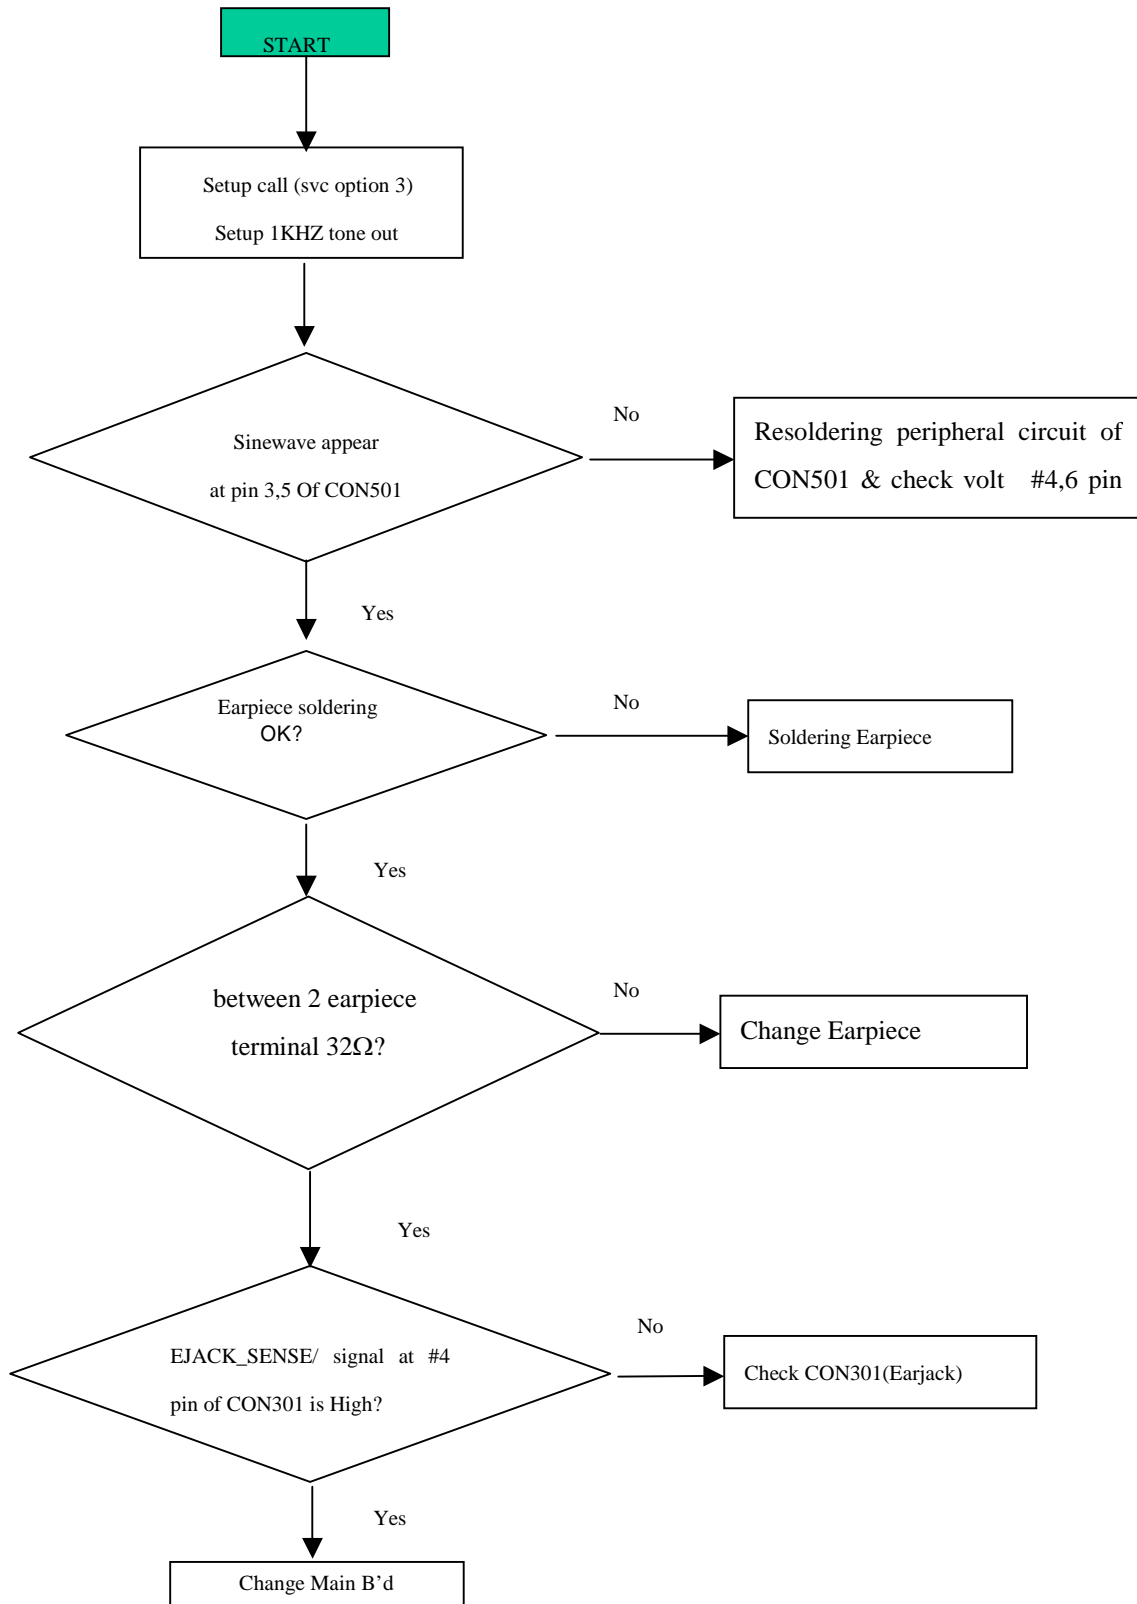 START
Setup call (svc option 3)
Setup 1KHZ tone out
Sinewave appear
at pin 3,5 Of CON501
No
Resoldering peripheral circuit of
CON501 & check volt #4,6 pin
Yes
Earpiece soldering
OK?
No
Soldering Earpiece
Yes
between 2 earpiece
terminal 32Ω?
No
Change Earpiece
Yes
EJACK_SENSE/ signal at #4
pin of CON301 is High?
No
Check CON301(Earjack)
Yes
Change Main B’d